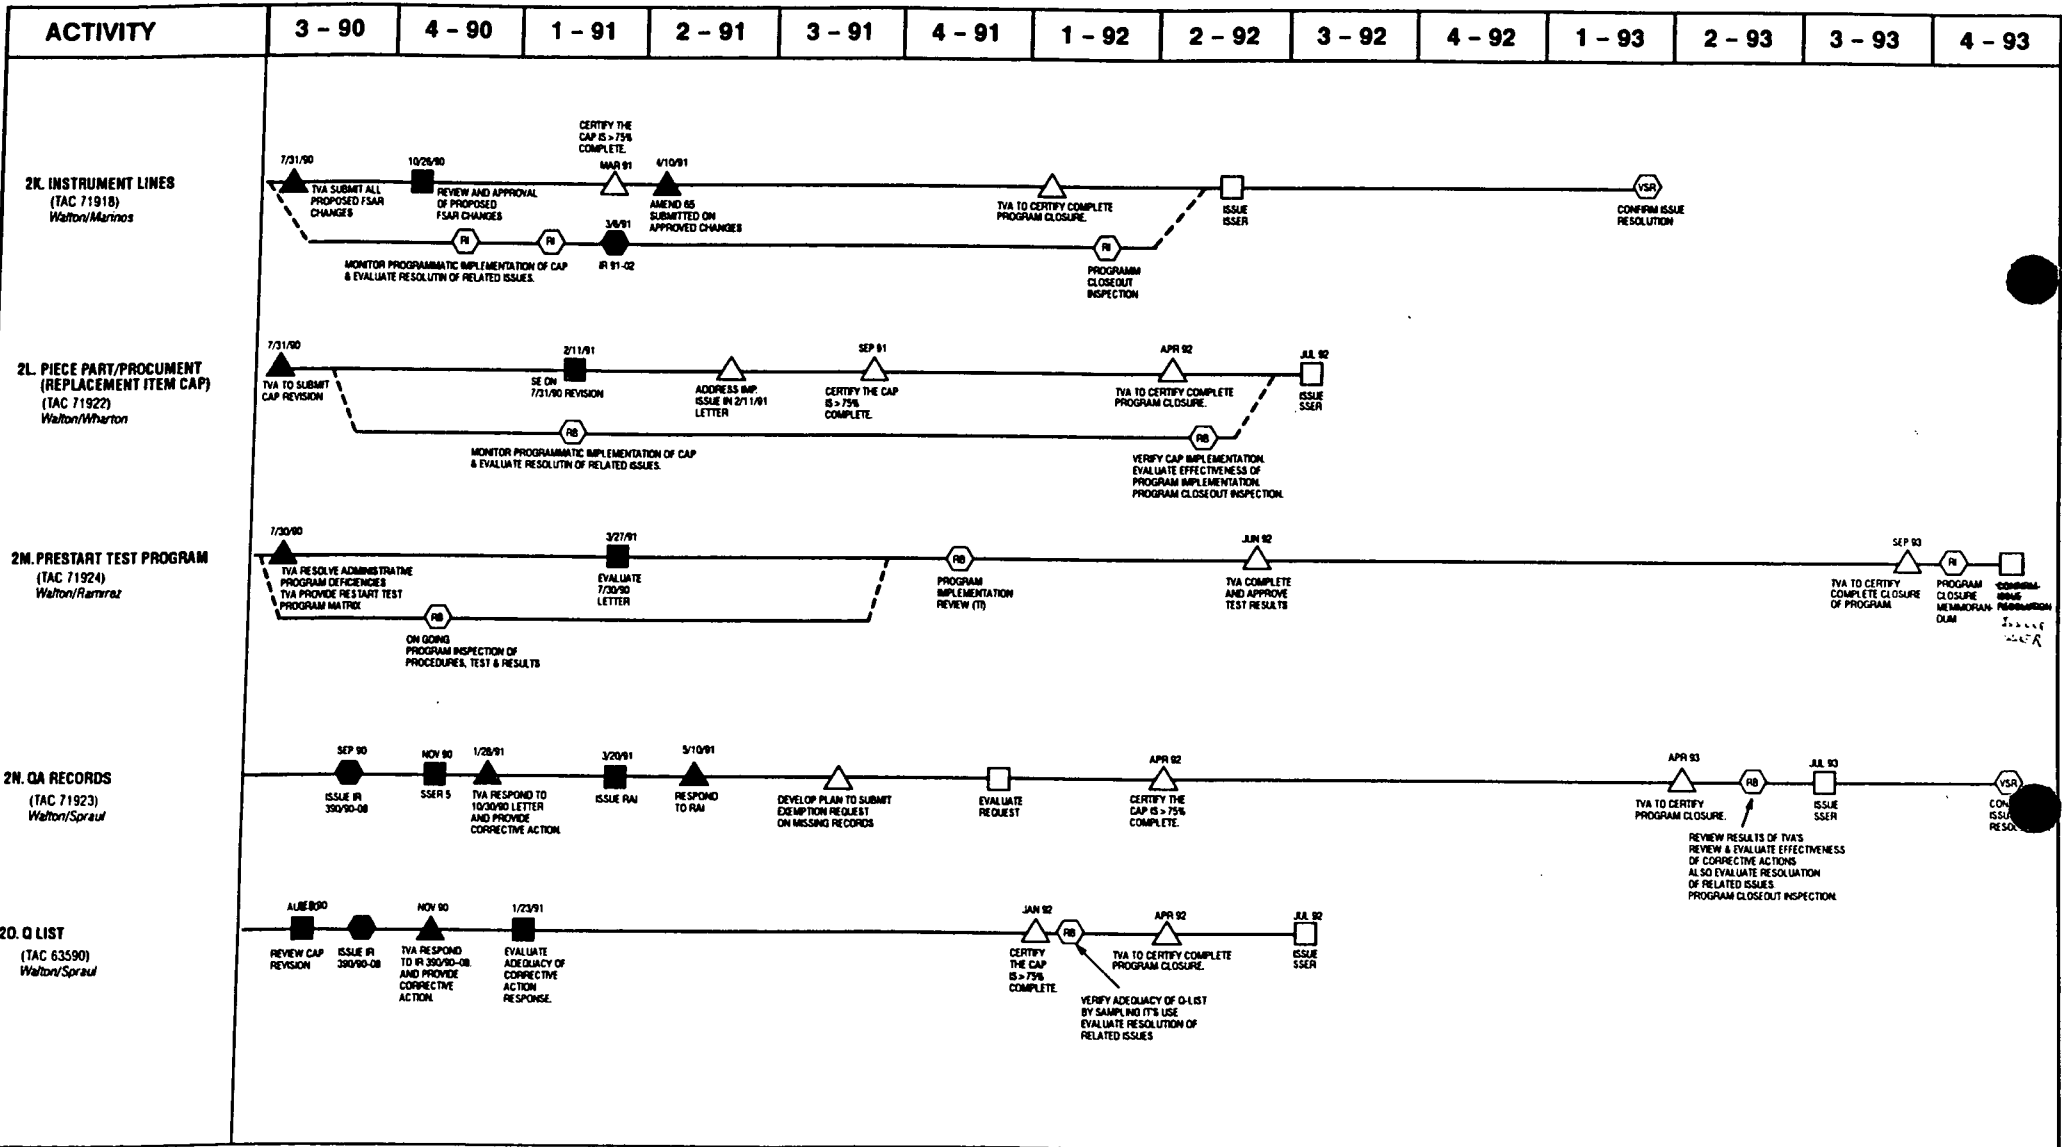 ACTIVITY
3 – 90
4 – 90
1 – 91
2 – 91
3 – 91
4 – 91
1 – 92
2 – 92
3 – 92
4 – 92
1 – 93
2 – 93
3 – 93
4 – 93
2K. INSTRUMENT LINES
(TAC 71918)
Walton/Marinos
7/31/90
TVA SUBMIT ALL
PROPOSED FSAR
CHANGES
10/26/90
REVIEW AND APPROVAL
OF PROPOSED
FSAR CHANGES
CERTIFY THE
CAP IS > 75%
COMPLETE.
MAR 91
4/10/91
AMEND 65
SUBMITTED ON
APPROVED CHANGES
TVA TO CERTIFY COMPLETE
PROGRAM CLOSURE.
ISSUE
ISSER
VSR
CONFIRM ISSUE
RESOLUTION
RI
RI
MONITOR PROGRAMMATIC IMPLEMENTATION OF CAP
& EVALUATE RESOLUTIN OF RELATED ISSUES.
3/6/91
IR 91-02
RI
PROGRAMM
CLOSEOUT
INSPECTION
2L. PIECE PART/PROCUMENT
(REPLACEMENT ITEM CAP)
(TAC 71922)
Walton/Wharton
7/31/90
TVA TO SUBMIT
CAP REVISION
2/11/91
SE ON
7/31/90 REVISION
ADDRESS IMP.
ISSUE IN 2/11/91
LETTER
SEP 91
CERTIFY THE CAP
IS > 75%
COMPLETE.
APR 92
TVA TO CERTIFY COMPLETE
PROGRAM CLOSURE.
JUL 92
ISSUE
SSER
RB
MONITOR PROGRAMMATIC IMPLEMENTATION OF CAP
& EVALUATE RESOLUTIN OF RELATED ISSUES.
RB
VERIFY CAP IMPLEMENTATION.
EVALUATE EFFECTIVENESS OF
PROGRAM IMPLEMENTATION.
PROGRAM CLOSEOUT INSPECTION.
2M. PRESTART TEST PROGRAM
(TAC 71924)
Walton/Ramirez
7/30/90
TVA RESOLVE ADMINISTRATIVE
PROGRAM DEFICIENCIES
TVA PROVIDE RESTART TEST
PROGRAM MATRIX
3/27/91
EVALUATE
7/30/90
LETTER
RB
PROGRAM
IMPLEMENTATION
REVIEW (TI)
JUN 92
TVA COMPLETE
AND APPROVE
TEST RESULTS
SEP 93
TVA TO CERTIFY
COMPLETE CLOSURE
OF PROGRAM.
RI
PROGRAM
CLOSURE
MEMMORAN-
DUM
CONFIRM
ISSUE
RESOLUTION
RB
ON GOING
PROGRAM INSPECTION OF
PROCEDURES, TEST & RESULTS
2N. QA RECORDS
(TAC 71923)
Walton/Spraul
SEP 90
ISSUE IR
390/90-08
NOV 90
SSER 5
1/28/91
TVA RESPOND TO
10/30/90 LETTER
AND PROVIDE
CORRECTIVE ACTION.
3/20/91
ISSUE RAI
5/10/91
RESPOND
TO RAI
DEVELOP PLAN TO SUBMIT
EXEMPTION REQUEST
ON MISSING RECORDS
EVALUATE
REQUEST
APR 92
CERTIFY THE
CAP IS > 75%
COMPLETE.
APR 93
TVA TO CERTIFY
PROGRAM CLOSURE.
RB
REVIEW RESULTS OF TVA'S
REVIEW & EVALUATE EFFECTIVENESS
OF CORRECTIVE ACTIONS
ALSO EVALUATE RESOLUATION
OF RELATED ISSUES.
PROGRAM CLOSEOUT INSPECTION.
JUL 93
ISSUE
SSER
VSR
2O. Q LIST
(TAC 63590)
Walton/Spraul
REVIEW CAP
REVISION
ISSUE IR
390/90-08
NOV 90
TVA RESPOND
TO IR 390/90-08.
AND PROVIDE
CORRECTIVE
ACTION.
1/23/91
EVALUATE
ADEQUACY OF
CORRECTIVE
ACTION
RESPONSE.
JAN 92
CERTIFY
THE CAP
IS > 75%
COMPLETE.
RB
VERIFY ADEQUACY OF Q-LIST
BY SAMPLING IT'S USE
EVALUATE RESOLUTION OF
RELATED ISSUES
APR 92
TVA TO CERTIFY COMPLETE
PROGRAM CLOSURE.
JUL 92
ISSUE
SSER